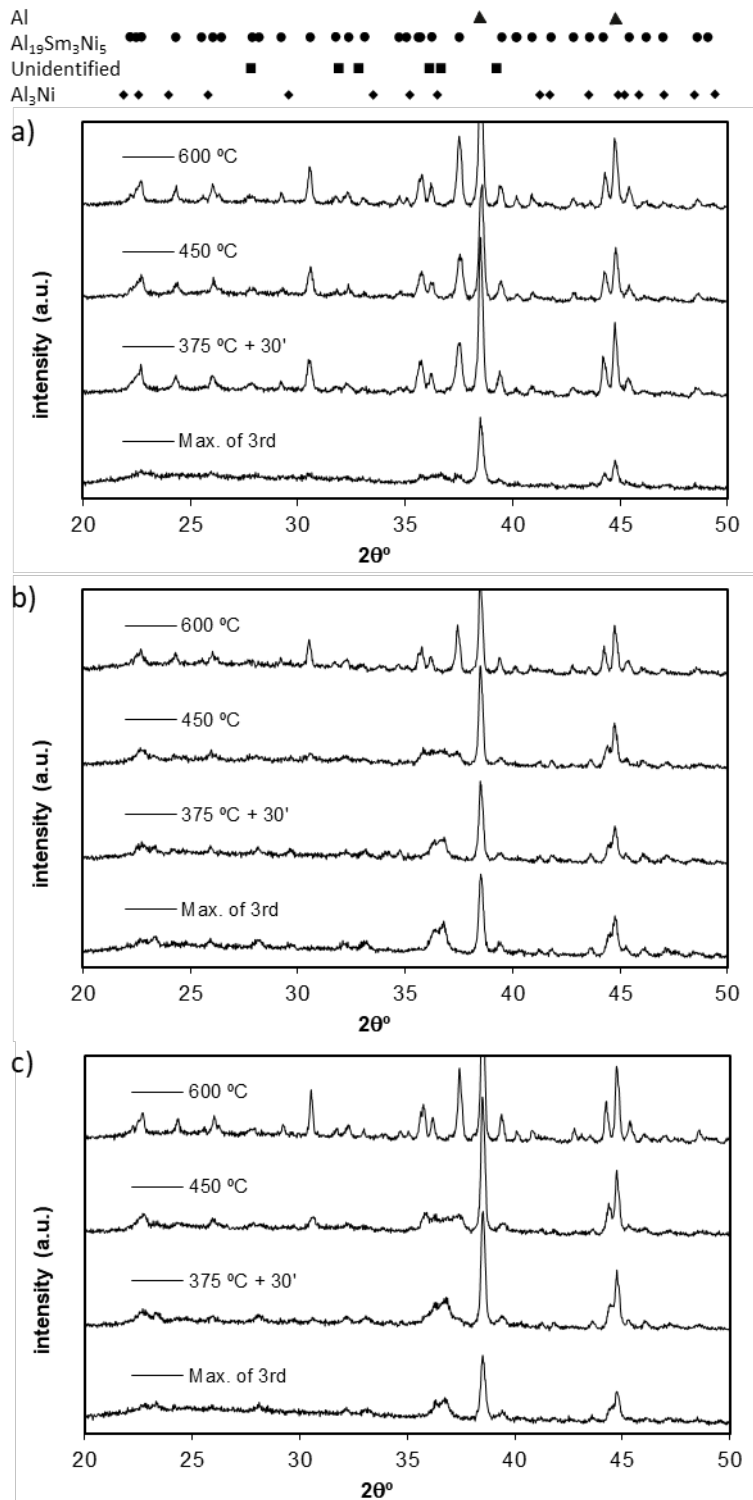 Al
Al₁₉Sm₃Ni₅
Unidentified
Al₃Ni
a)
600 ºC
450 ºC
375 ºC + 30'
Max. of 3rd
intensity (a.u.)
20 25 30 35 40 45 50
2θº
b)
600 ºC
450 ºC
375 ºC + 30'
Max. of 3rd
intensity (a.u.)
20 25 30 35 40 45 50
2θº
c)
600 ºC
450 ºC
375 ºC + 30'
Max. of 3rd
intensity (a.u.)
20 25 30 35 40 45 50
2θº